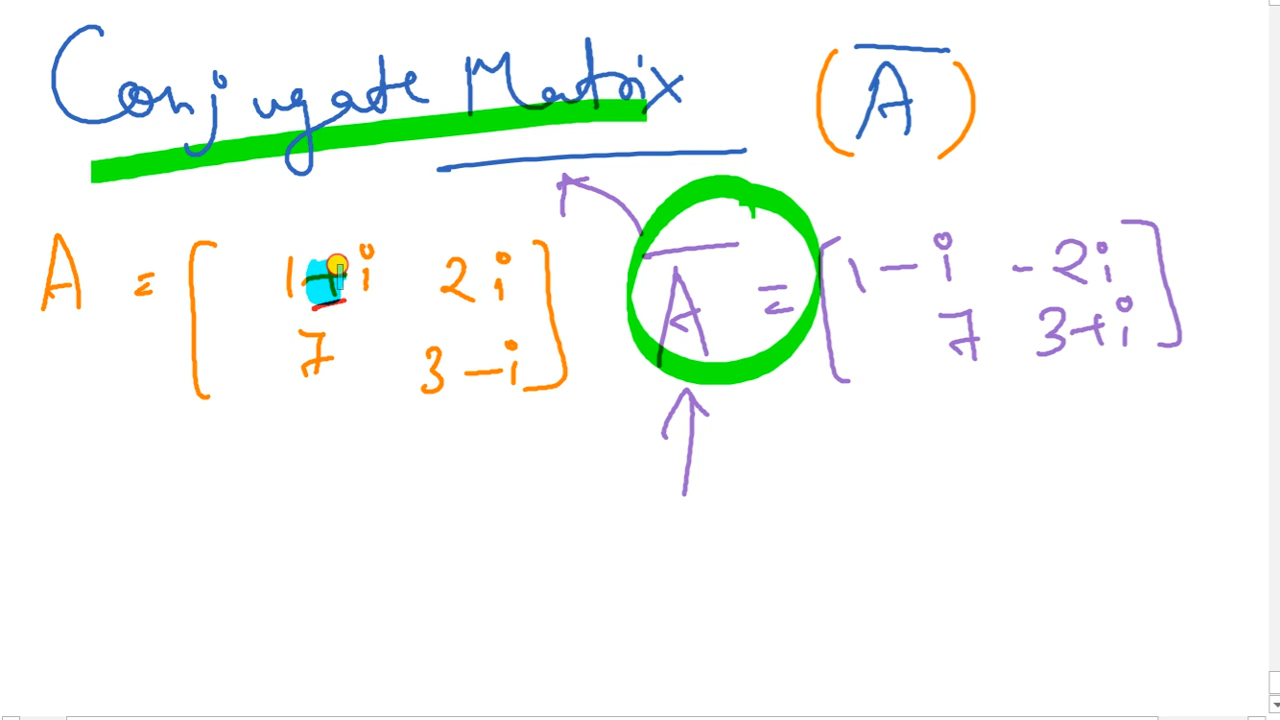 Conjugate Matrix (A̅)
A = [ 1+i 2i A̅ = [ 1-i -2i
7 3-i ] 7 3+i ]